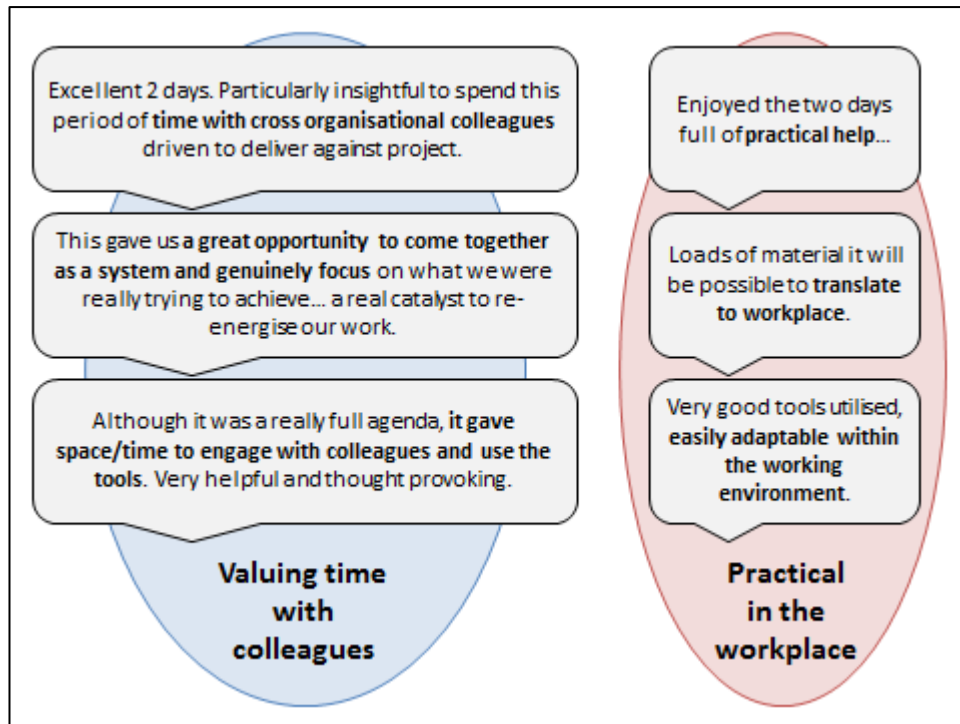 Excellent 2 days. Particularly insightful to spend this
period of time with cross organisational colleagues
driven to deliver against project.
This gave us a great opportunity to come together
as a system and genuinely focus on what we were
really trying to achieve... a real catalyst to re-
energise our work.
Although it was a really full agenda, it gave
space/time to engage with colleagues and use the
tools. Very helpful and thought provoking.
Valuing time
with
colleagues
Enjoyed the two days
full of practical help...
Loads of material it will
be possible to translate
to workplace.
Very good tools utilised,
easily adaptable within
the working
environment.
Practical
in the
workplace